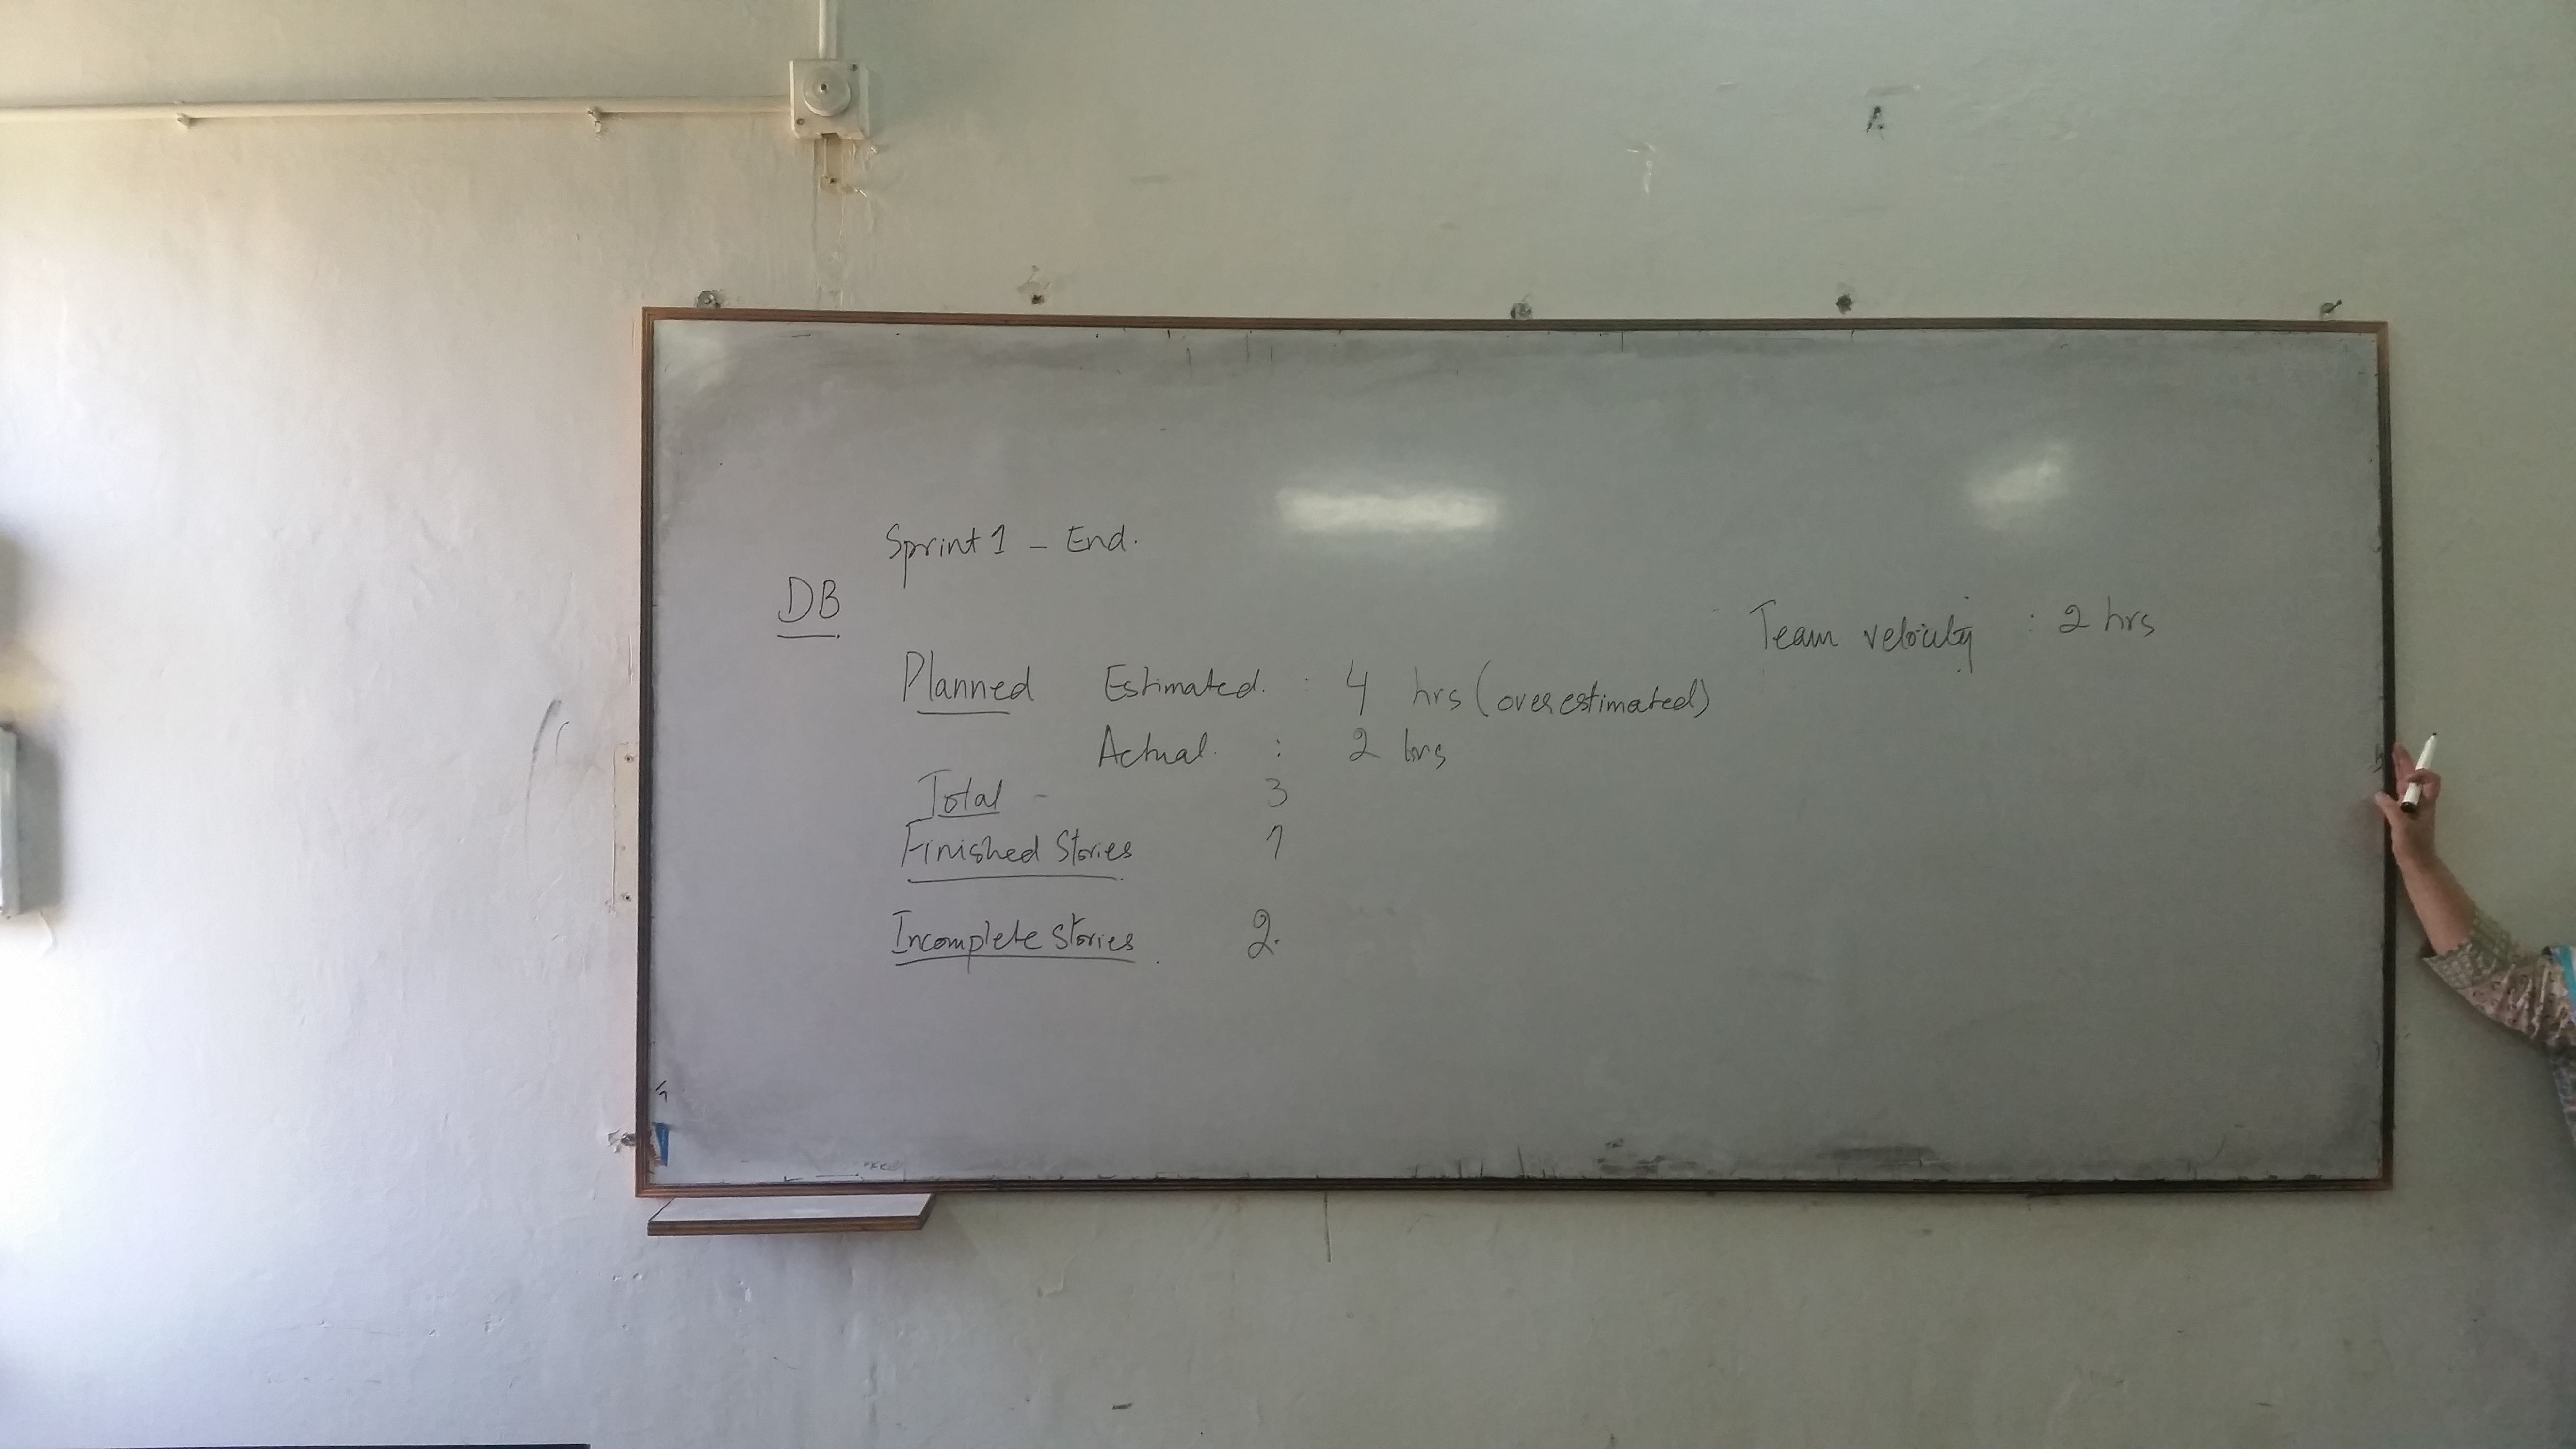 Sprint 1 - End.
DB
Team velocity : 2 hrs
Planned Estimated. : 4 hrs (overestimated)
Actual. : 2 hrs
Total - 3
Finished Stories 1
Incomplete Stories. 2.